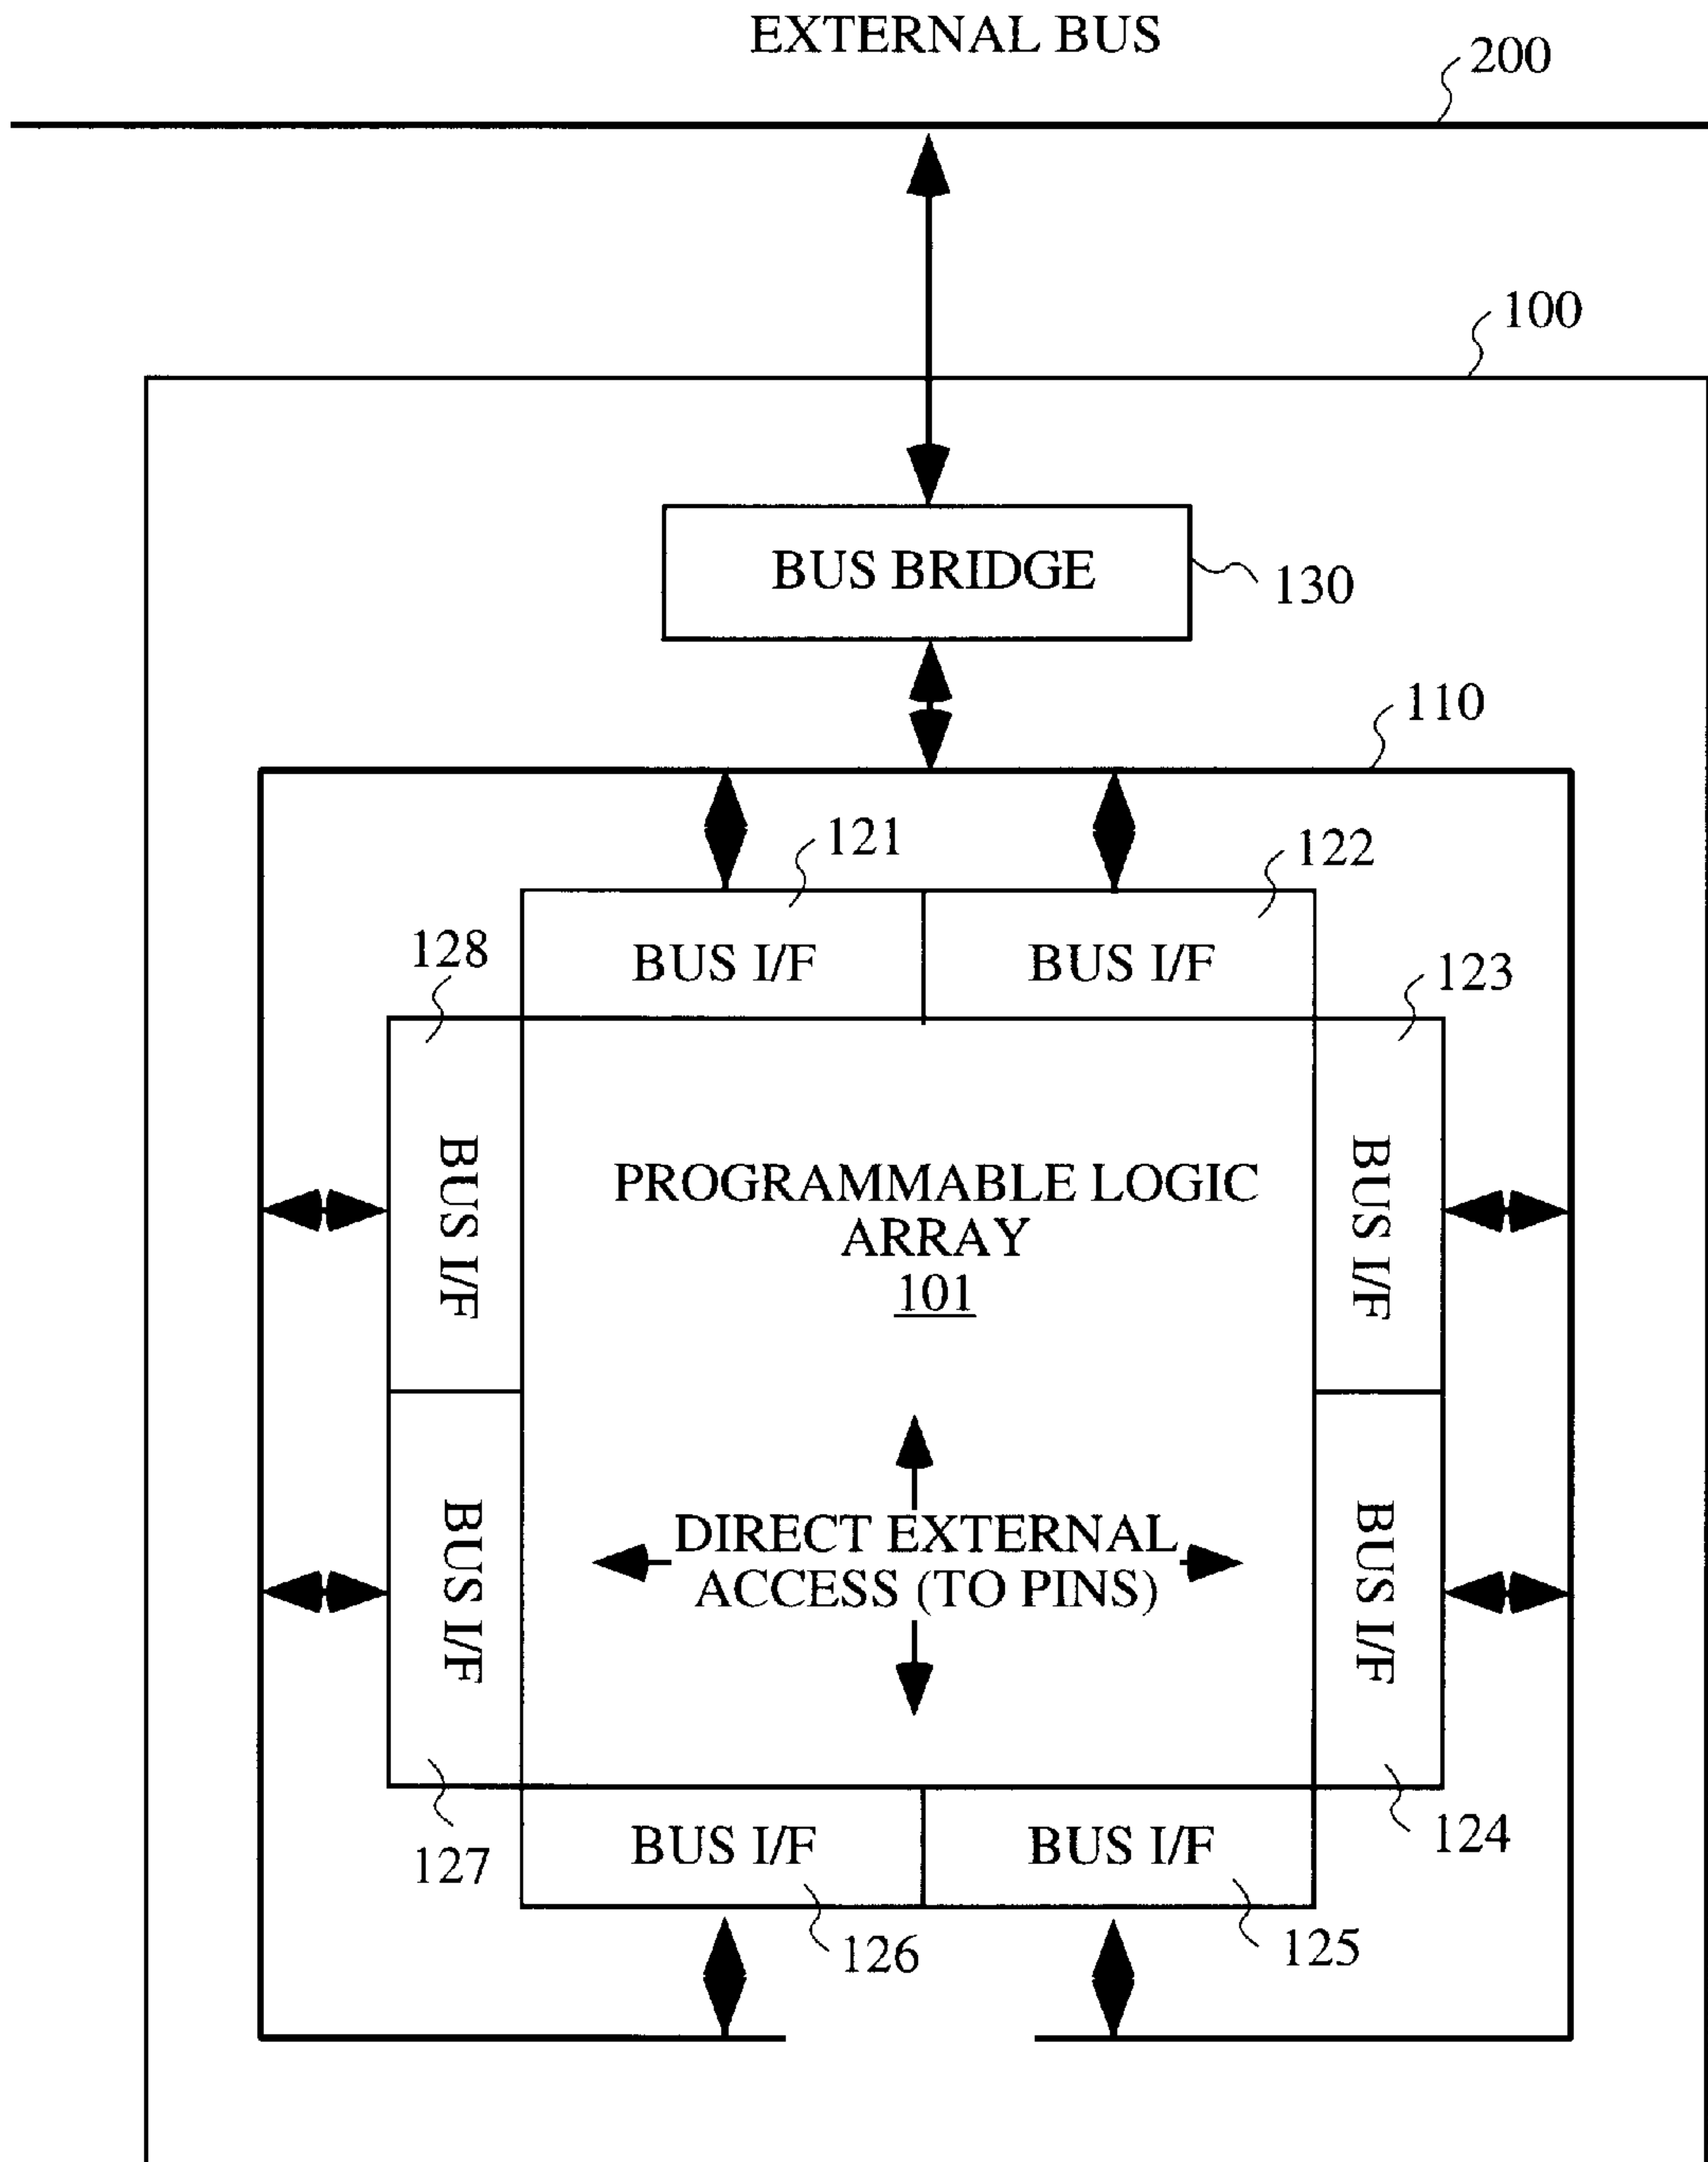 EXTERNAL BUS
200
100
BUS BRIDGE
130
110
121
122
128
BUS I/F
BUS I/F
123
BUS I/F
PROGRAMMABLE LOGIC
ARRAY
101
BUS I/F
BUS I/F
DIRECT EXTERNAL
ACCESS (TO PINS)
BUS I/F
127
BUS I/F
BUS I/F
124
126
125